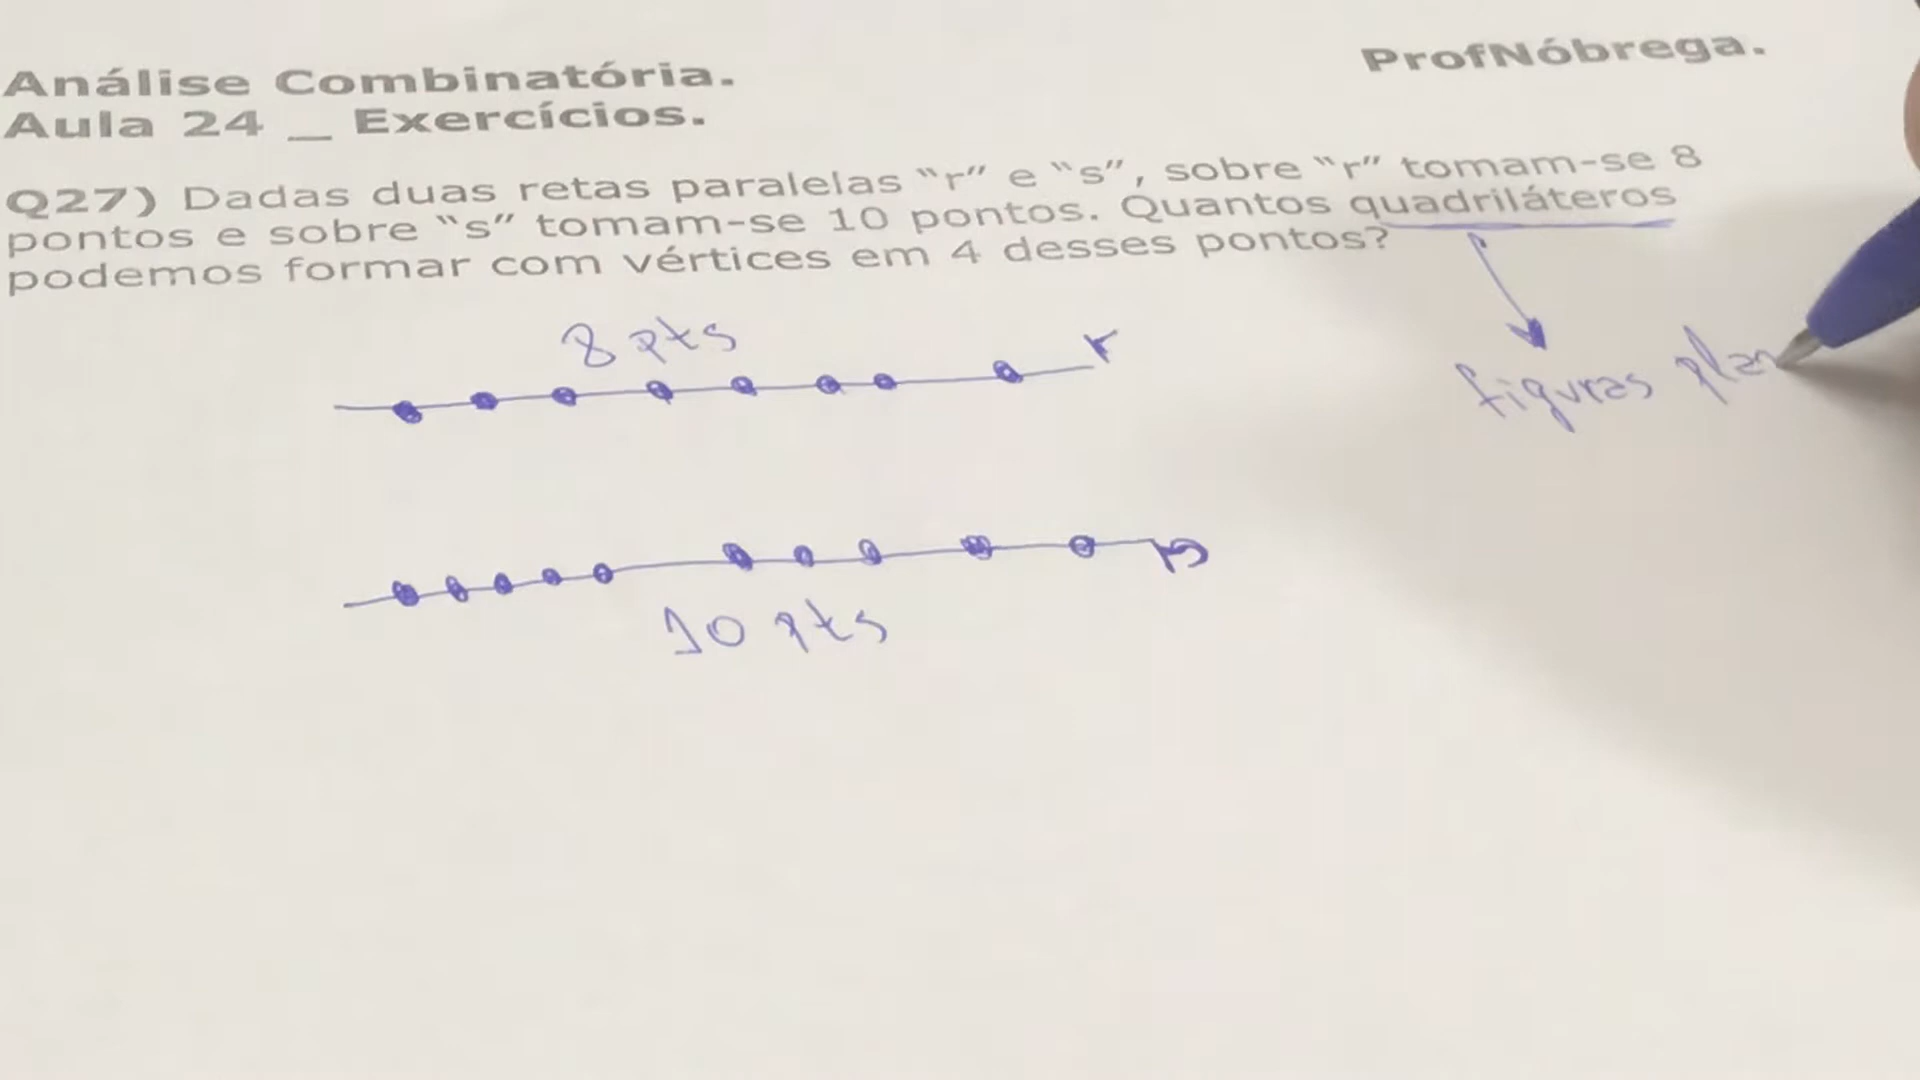 Análise Combinatória.
ProfNóbrega.
Aula 24 _ Exercícios.
Q27) Dadas duas retas paralelas “r” e “s”, sobre “r” tomam-se 8
pontos e sobre “s” tomam-se 10 pontos. Quantos quadriláteros
podemos formar com vértices em 4 desses pontos?
8 pts
r
figuras plan
s
10 pts